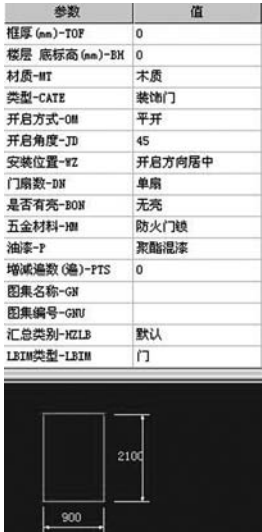 参数 值
框厚(mm)-TOF 0
楼层 底标高(mm)-BH 0
材质-MT 木质
类型-CATE 装饰门
开启方式-OM 平开
开启角度-JD 45
安装位置-WZ 开启方向居中
门扇数-DN 单扇
是否有亮-BON 无亮
五金材料-HM 防火门锁
油漆-P 聚酯混漆
增减遍数(遍)-PTS 0
图集名称-GN
图集编号-GNU
汇总类别-HZLB 默认
LBIM类型-LBIM 门
2100
900